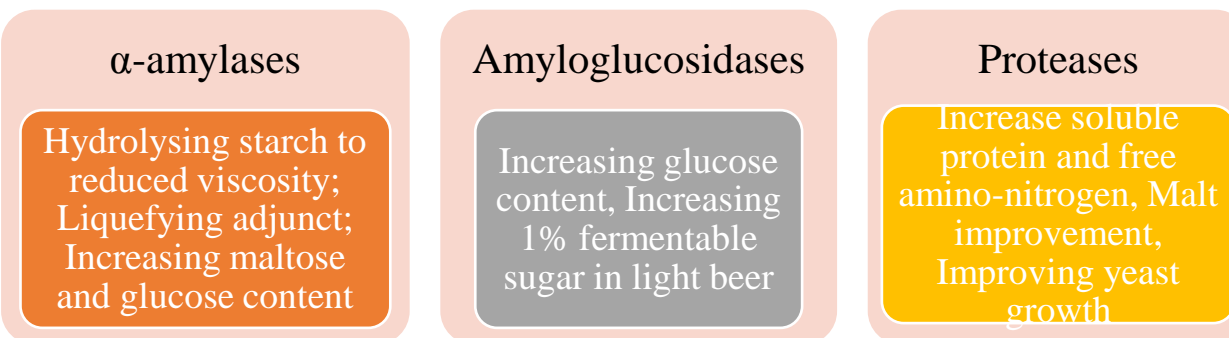 α-amylases
Hydrolysing starch to
reduced viscosity;
Liquefying adjunct;
Increasing maltose
and glucose content
Amyloglucosidases
Increasing glucose
content, Increasing
1% fermentable
sugar in light beer
Proteases
Increase soluble
protein and free
amino-nitrogen, Malt
improvement,
Improving yeast
growth